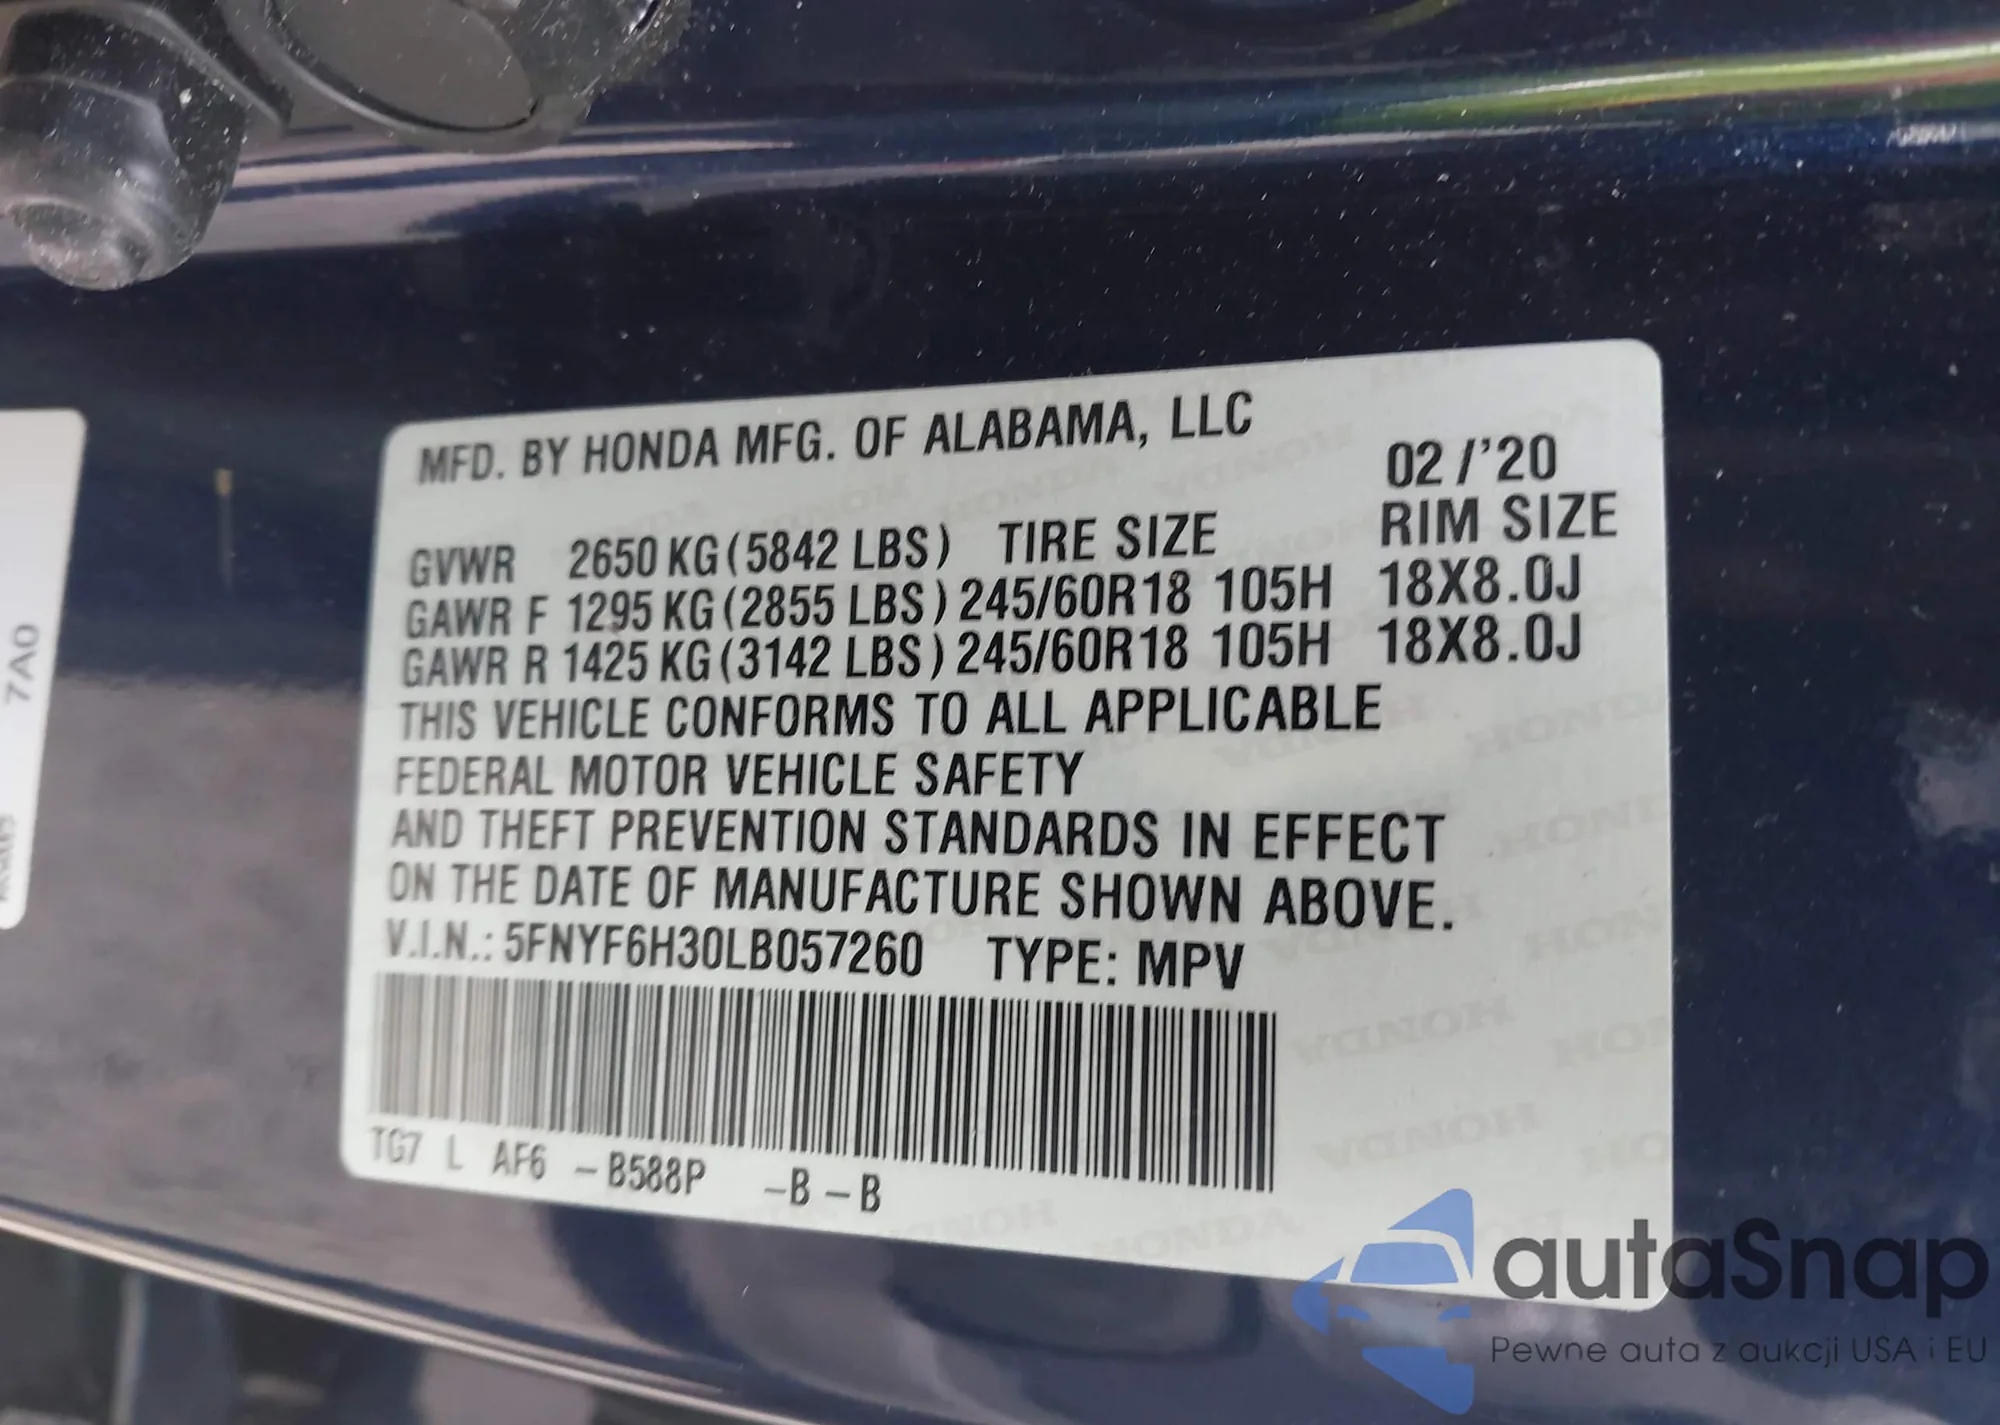 MFD. BY HONDA MFG. OF ALABAMA, LLC
02/'20
GVWR 2650 KG (5842 LBS) TIRE SIZE RIM SIZE
GAWR F 1295 KG (2855 LBS) 245/60R18 105H 18X8.0J
GAWR R 1425 KG (3142 LBS) 245/60R18 105H 18X8.0J
THIS VEHICLE CONFORMS TO ALL APPLICABLE
FEDERAL MOTOR VEHICLE SAFETY
AND THEFT PREVENTION STANDARDS IN EFFECT
ON THE DATE OF MANUFACTURE SHOWN ABOVE.
V.I.N.: 5FNYF6H30LB057260 TYPE: MPV
TG7 L AF6 -B588P -B -B
7A0
autaSnap
Pewne auta z aukcji USA i EU